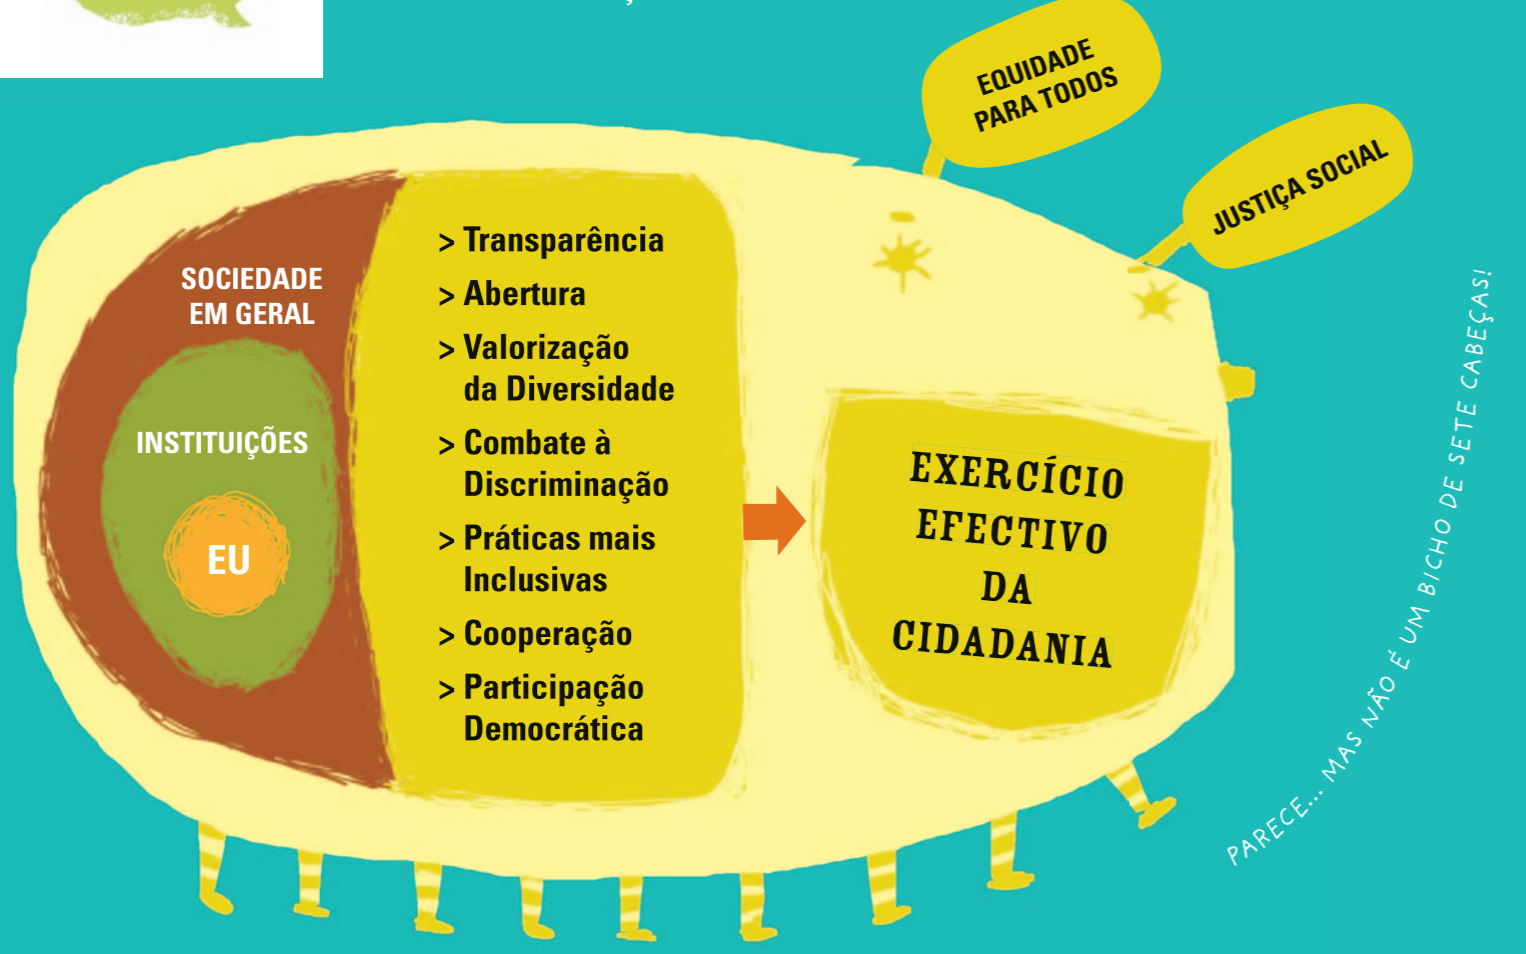 EQUIDADE
PARA TODOS
JUSTIÇA SOCIAL
SOCIEDADE
EM GERAL
INSTITUIÇÕES
EU
> Transparência
> Abertura
> Valorização
da Diversidade
> Combate à
Discriminação
> Práticas mais
Inclusivas
> Cooperação
> Participação
Democrática
EXERCÍCIO
EFECTIVO
DA
CIDADANIA
PARECE... MAS NÃO É UM BICHO DE SETE CABEÇAS!